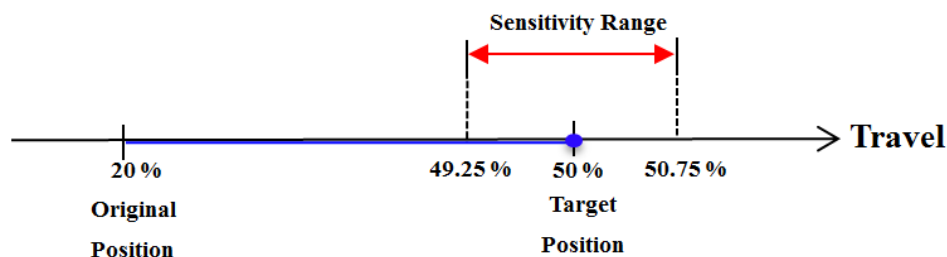 Sensitivity Range
Travel
20 %
49.25 %
50 %
50.75 %
Original
Position
Target
Position